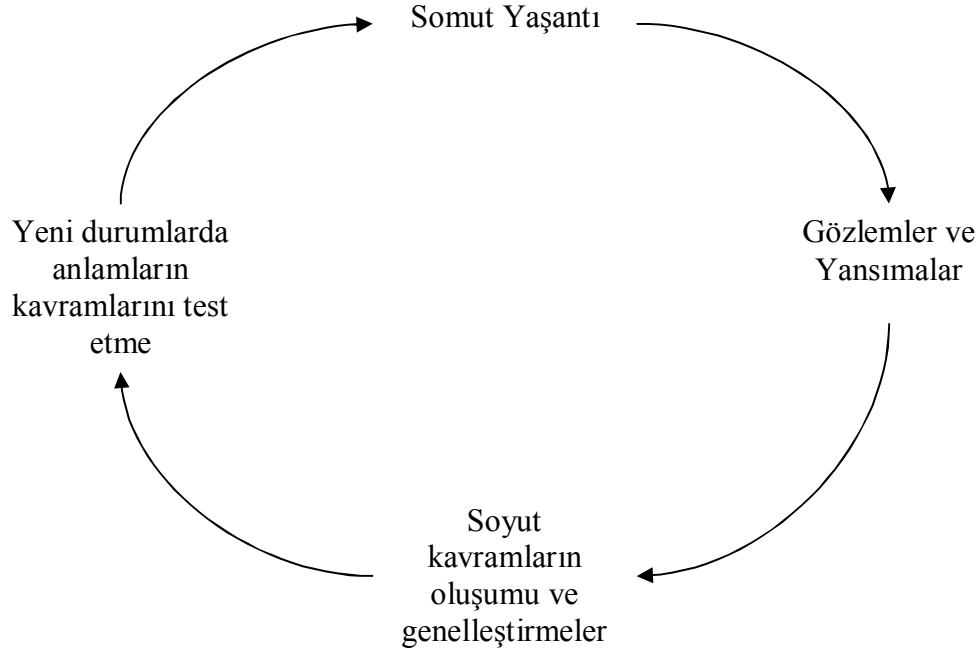 Somut Yaşantı
Gözlemler ve
Yansımalar
Soyut
kavramların
oluşumu ve
genelleştirmeler
Yeni durumlarda
anlamların
kavramlarını test
etme